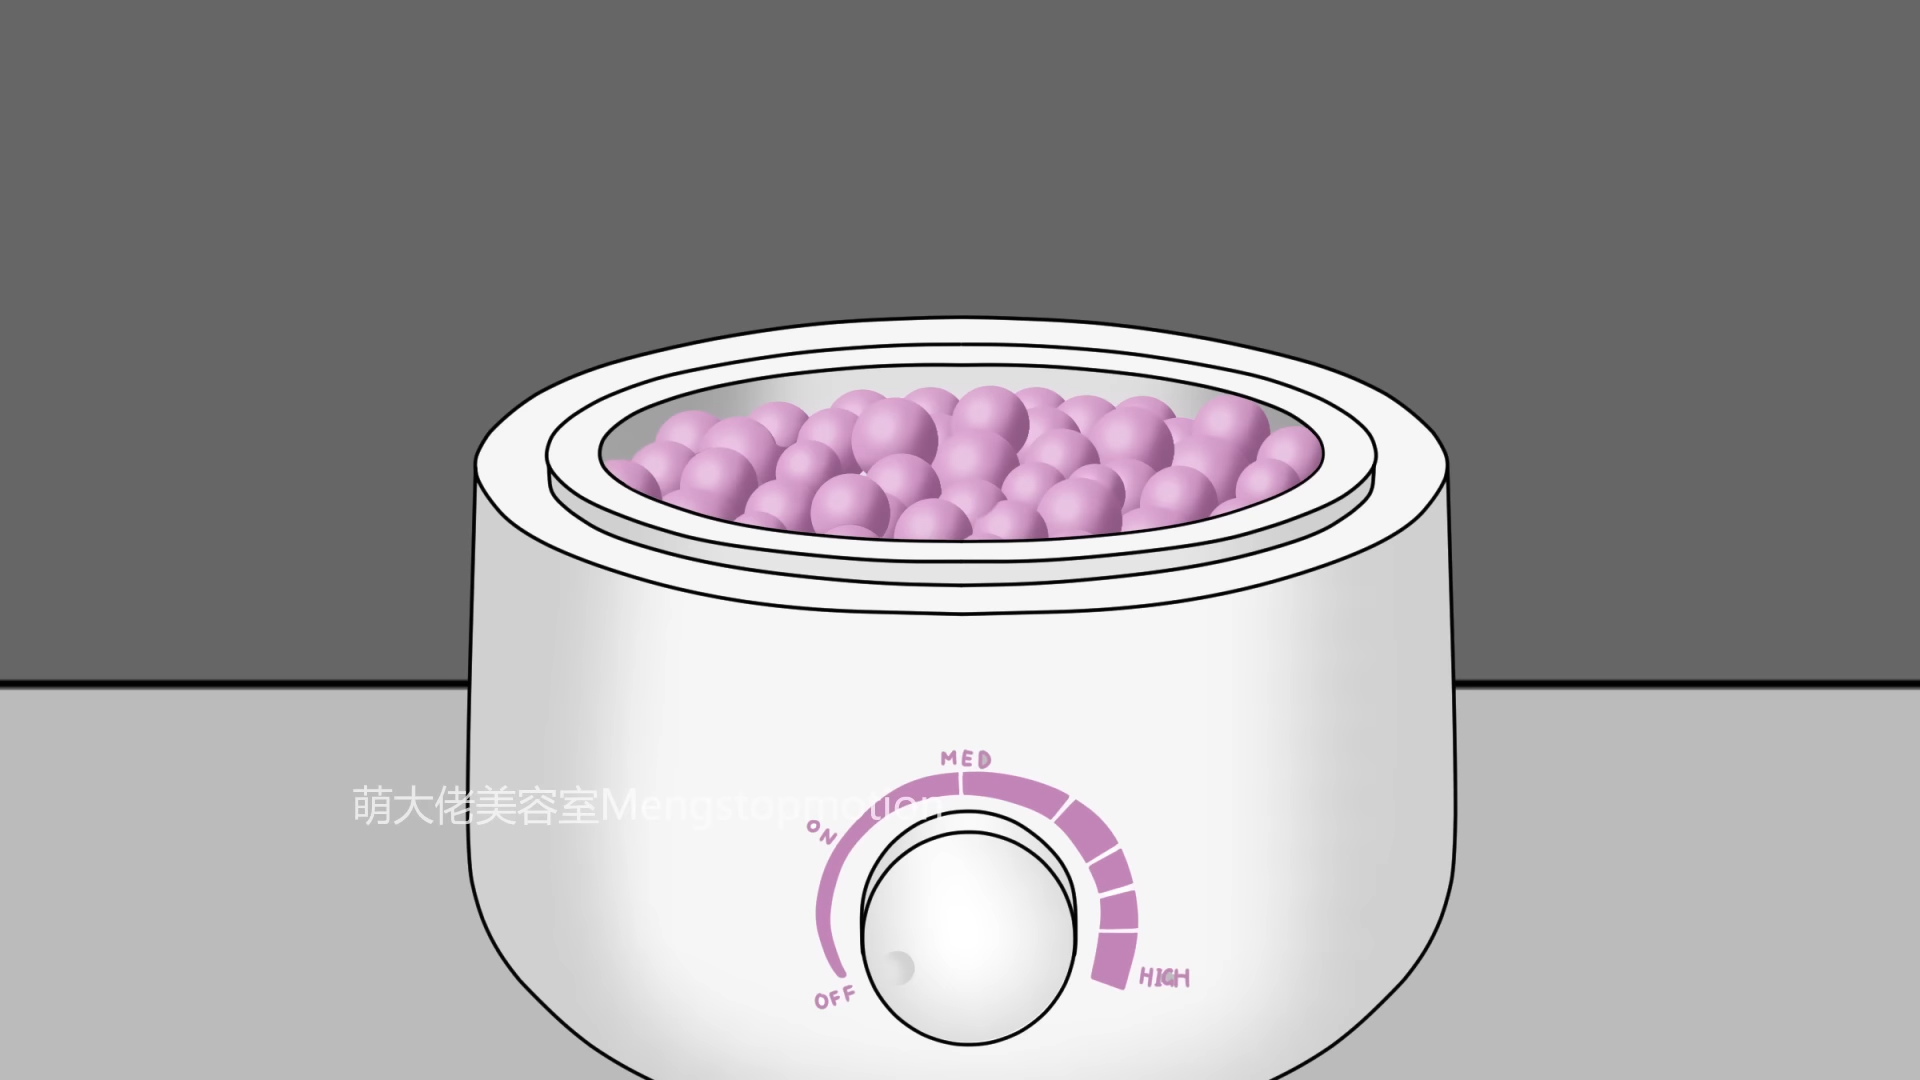 MED
萌大佬美容室Mengstopmotion
ON
OFF
HIGH